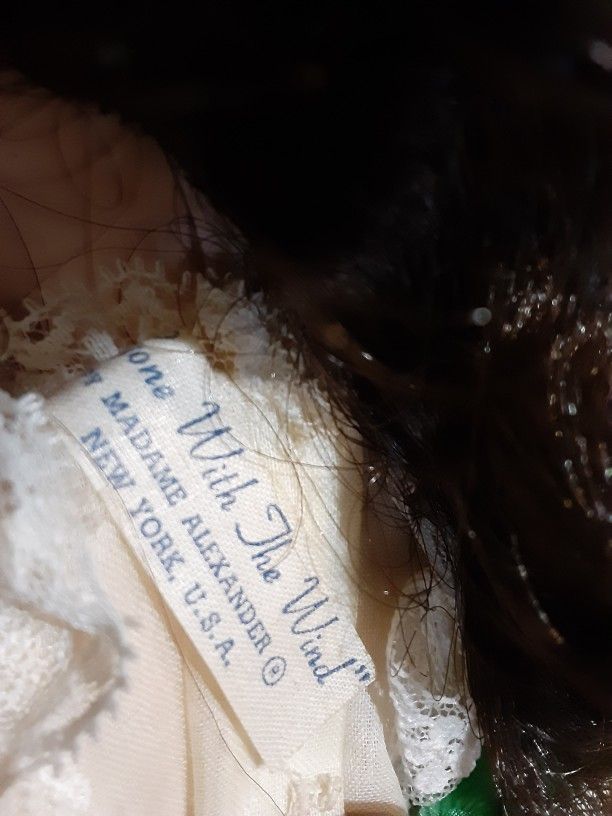 one With The Wind"
MADAME ALEXANDER ®
NEW YORK, U.S.A.